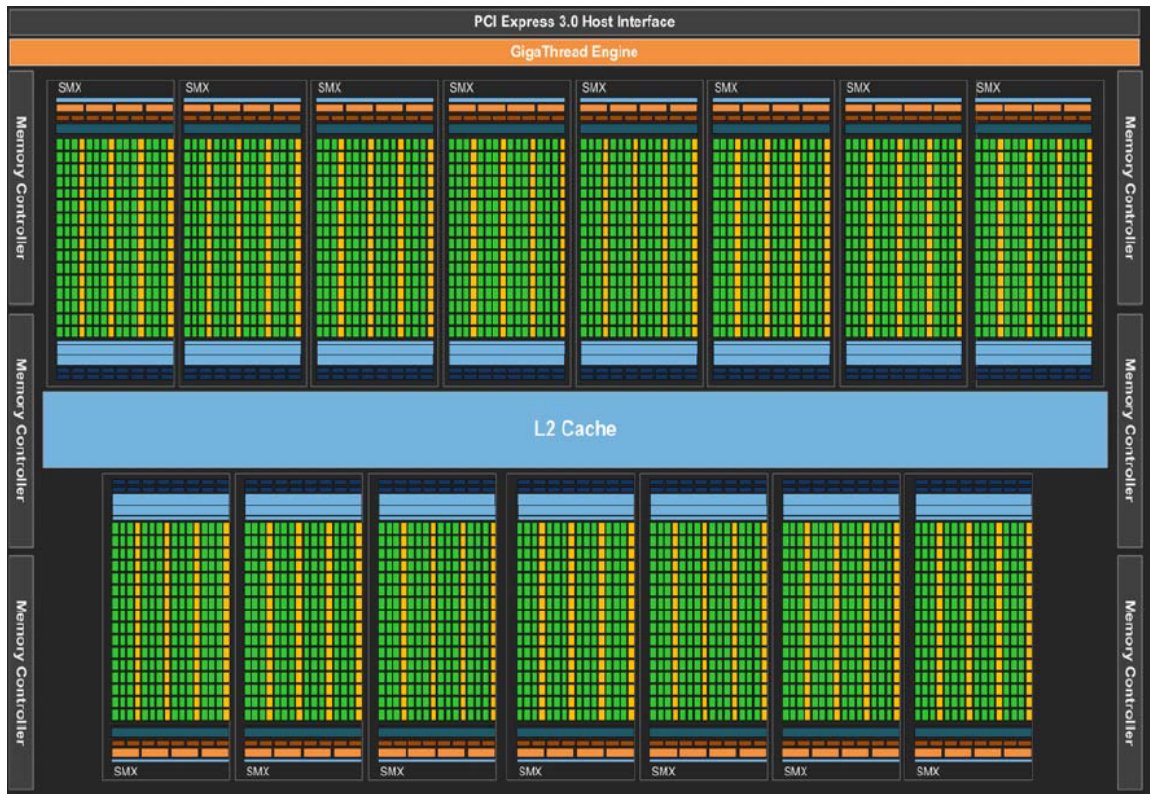 PCI Express 3.0 Host Interface
GigaThread Engine
SMX SMX SMX SMX SMX SMX SMX SMX
Memory Controller
Memory Controller
Memory Controller
Memory Controller
L2 Cache
Memory Controller
Memory Controller
SMX SMX SMX SMX SMX SMX SMX